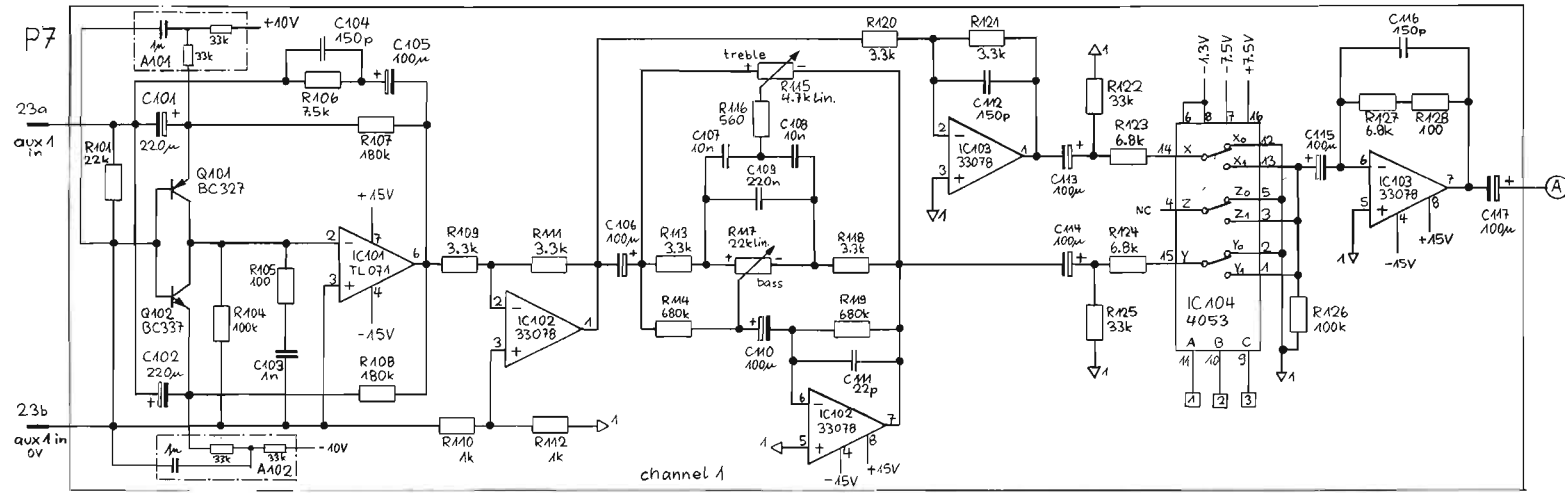 P7
+10V
33k
1µ
33k
A101
C104
150p
C105
100µ
R106
7.5k
23a
aux1
in
C101
220µ
R101
22k
R107
180k
Q101
BC327
+15V
7
2
IC101
TL071
6
3
4
-15V
Q102
BC337
R105
100
R104
100k
C103
1n
C102
220µ
R108
180k
23b
aux1 in
0V
1µ
33k
33k
-10V
A102
R109
3.3k
R111
3.3k
2
IC102
33078
1
3
R110
1k
R112
1k
1
channel 1
C106
100µ
treble
R115
4.7k lin.
R116
560
C107
10n
C108
10n
C109
220n
R113
3.3k
R117
22k lin.
bass
R118
3.3k
R114
680k
C110
100µ
R119
680k
C111
22p
6
IC102
33078
7
5
1
4
8
-15V
+15V
R120
3.3k
R121
3.3k
C112
150p
2
IC103
33078
1
3
1
C113
100µ
1
R122
33k
R123
6.8k
C114
100µ
R124
6.8k
R125
33k
1
-1.3V
-7.5V
+7.5V
6
8
7
16
14
X
X0
12
X1
13
NC
4
Z
Z0
5
Z1
3
15
Y
Y0
2
Y1
1
IC104
4053
A
B
C
11
10
9
1
2
3
R126
100k
1
C115
100µ
C116
150p
R127
6.8k
R128
100
6
IC103
33078
7
5
4
8
1
-15V
+15V
C117
100µ
A